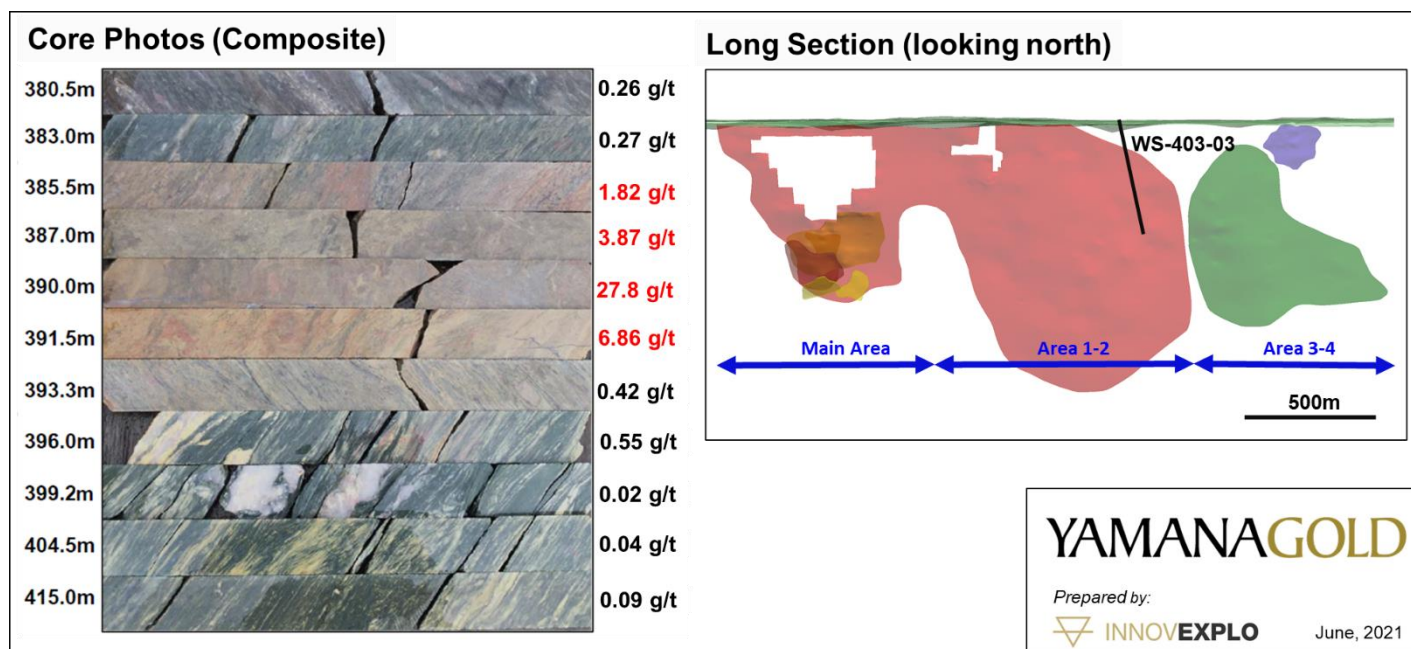 Core Photos (Composite)
380.5m 0.26 g/t
383.0m 0.27 g/t
385.5m 1.82 g/t
387.0m 3.87 g/t
390.0m 27.8 g/t
391.5m 6.86 g/t
393.3m 0.42 g/t
396.0m 0.55 g/t
399.2m 0.02 g/t
404.5m 0.04 g/t
415.0m 0.09 g/t
Long Section (looking north)
WS-403-03
Main Area
Area 1-2
Area 3-4
500m
YAMANAGOLD
Prepared by:
INNOVEXPLO
June, 2021